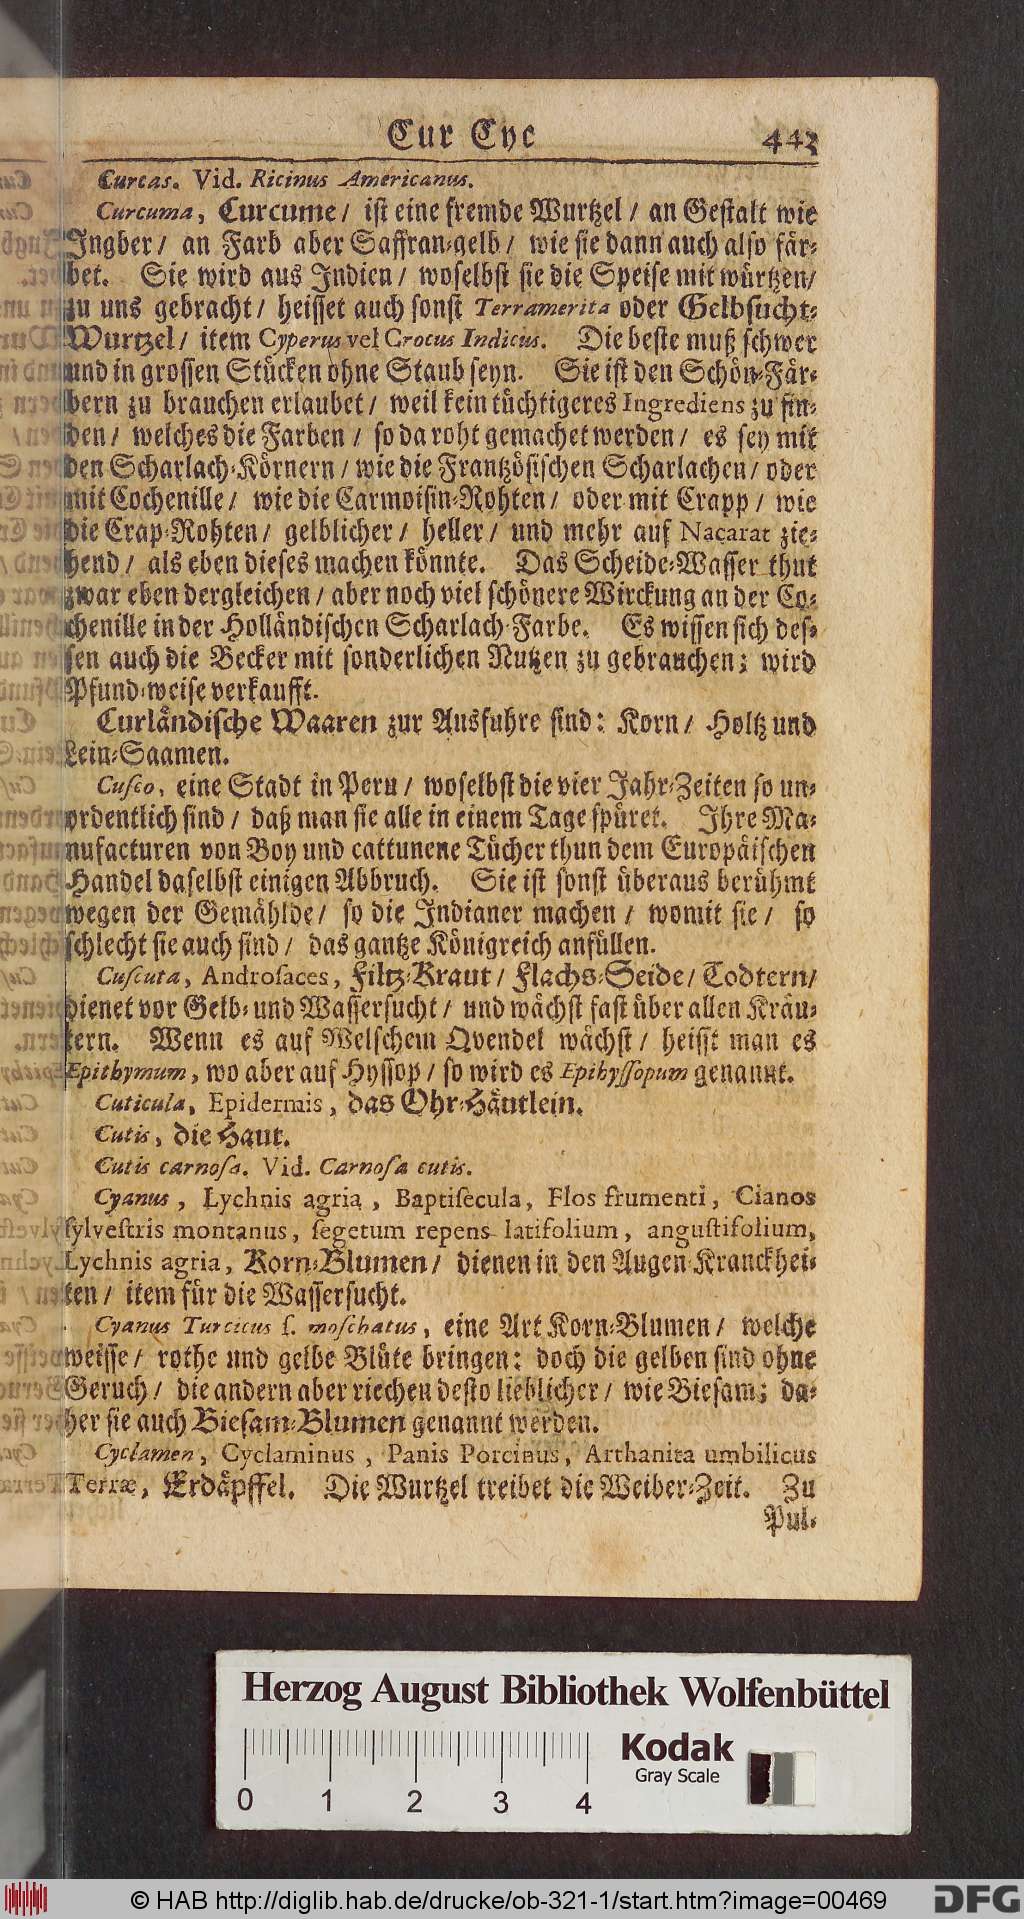 Cur Cyc 443
Curcas. Vid. Ricinus Americanus.
Curcuma, Curcume / ist eine fremde Wurtzel / an Gestalt wie
Ingber / an Farb aber Saffran-gelb / wie sie dann auch also fär-
bet. Sie wird aus Indien / woselbst sie die Speise mit würtzen/
zu uns gebracht / heisset auch sonst Terramerita oder Gelbsucht-
Wurtzel / item Cyperus vel Crocus Indicus. Die beste muß schwer
und in grossen Stücken ohne Staub seyn. Sie ist den Schön-Fär-
bern zu brauchen erlaubet / weil kein tüchtigeres Ingrediens zu fin-
den / welches die Farben / so da roht gemachet werden / es sey mit
den Scharlach-Körnern / wie die Frantzösischen Scharlachen / oder
mit Cochenille / wie die Carmoisin-Rohten / oder mit Crapp / wie
die Crap-Rohten / gelblicher / heller / und mehr auf Nacarat zie-
hend / als eben dieses machen könnte. Das Scheide-Wasser thut
zwar eben dergleichen / aber noch viel schönere Wirckung an der Co-
chenille in der Holländischen Scharlach-Farbe. Es wissen sich des-
sen auch die Becker mit sonderlichen Nutzen zu gebrauchen; wird
Pfund-weise verkaufft.
Curländische Waaren zur Ausfuhre sind: Korn / Holtz und
Lein-Saamen.
Cusco, eine Stadt in Peru / woselbst die vier Jahr-Zeiten so un-
ordentlich sind / daß man sie alle in einem Tage spüret. Ihre Ma-
nufacturen von Boy und cattunene Tücher thun dem Europäischen
Handel daselbst einigen Abbruch. Sie ist sonst überaus berühmt
wegen der Gemählde / so die Indianer machen / womit sie / so
schlecht sie auch sind / das gantze Königreich anfüllen.
Cuscuta, Androsaces, Filtz-Kraut / Flachs-Seide / Todtern/
dienet vor Gelb- und Wassersucht / und wächst fast über allen Kräu-
tern. Wenn es auf Welschem Qvendel wächst / heisst man es
Epithymum, wo aber auf Hyssop / so wird es Epihyssopum genannt.
Cuticula, Epidermis, das Ohr-Häutlein.
Cutis, die Haut.
Cutis carnosa. Vid. Carnosa cutis.
Cyanus, Lychnis agria, Baptisecula, Flos frumenti, Cianos
sylvestris montanus, segetum repens latifolium, angustifolium,
Lychnis agria, Korn-Blumen / dienen in den Augen-Kranckhei-
ten / item für die Wassersucht.
Cyanus Turcicus s. moschatus, eine Art Korn-Blumen / welche
weisse / rothe und gelbe Blüte bringen: doch die gelben sind ohne
Geruch / die andern aber riechen desto lieblicher / wie Biesam; da-
her sie auch Biesam-Blumen genannt werden.
Cyclamen, Cyclaminus, Panis Porcinus, Arthanita umbilicus
Terræ, Erdäpffel. Die Wurtzel treibet die Weiber-Zeit. Zu
Pul-
Herzog August Bibliothek Wolfenbüttel
Kodak
Gray Scale
0 1 2 3 4
© HAB http://diglib.hab.de/drucke/ob-321-1/start.htm?image=00469
DFG